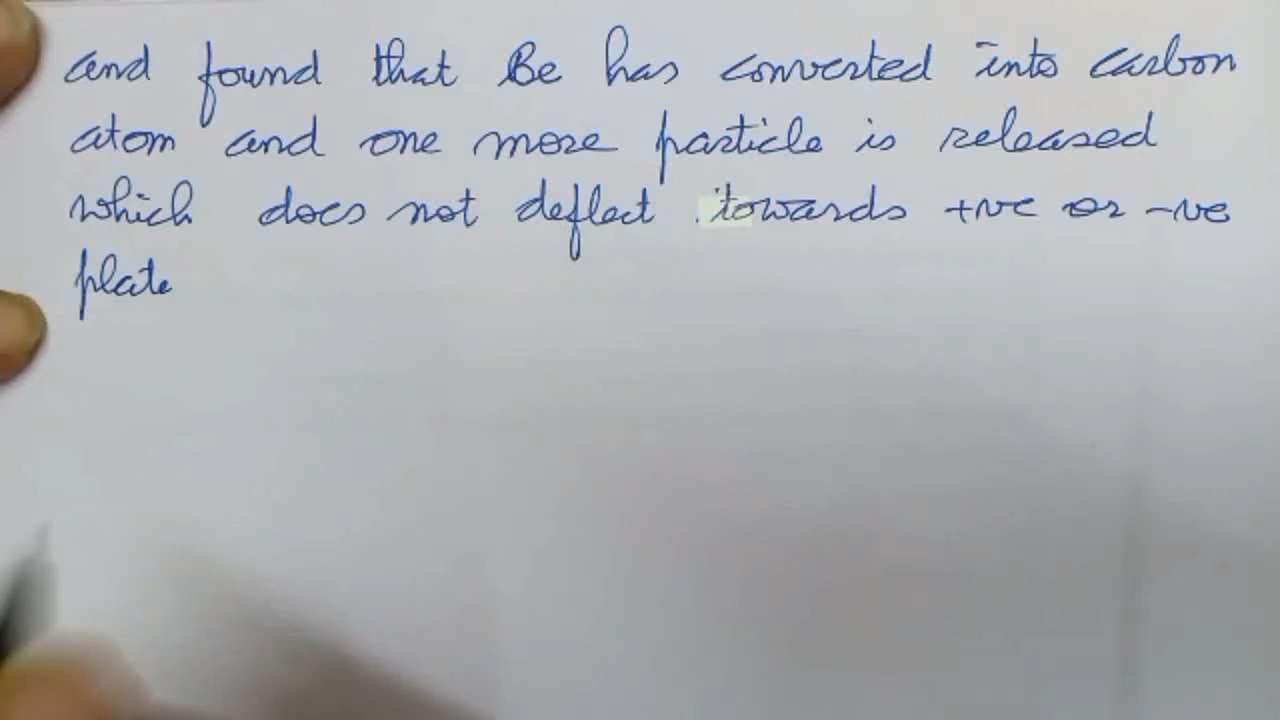 and found that Be has converted into carbon
atom and one more particle is released
which does not deflect towards +ve or -ve
plate